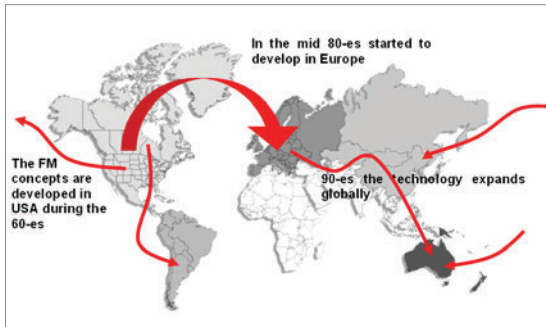 In the mid 80-es started to
develop in Europe
The FM
concepts are
developed in
USA during the
60-es
90-es the technology expands
globally